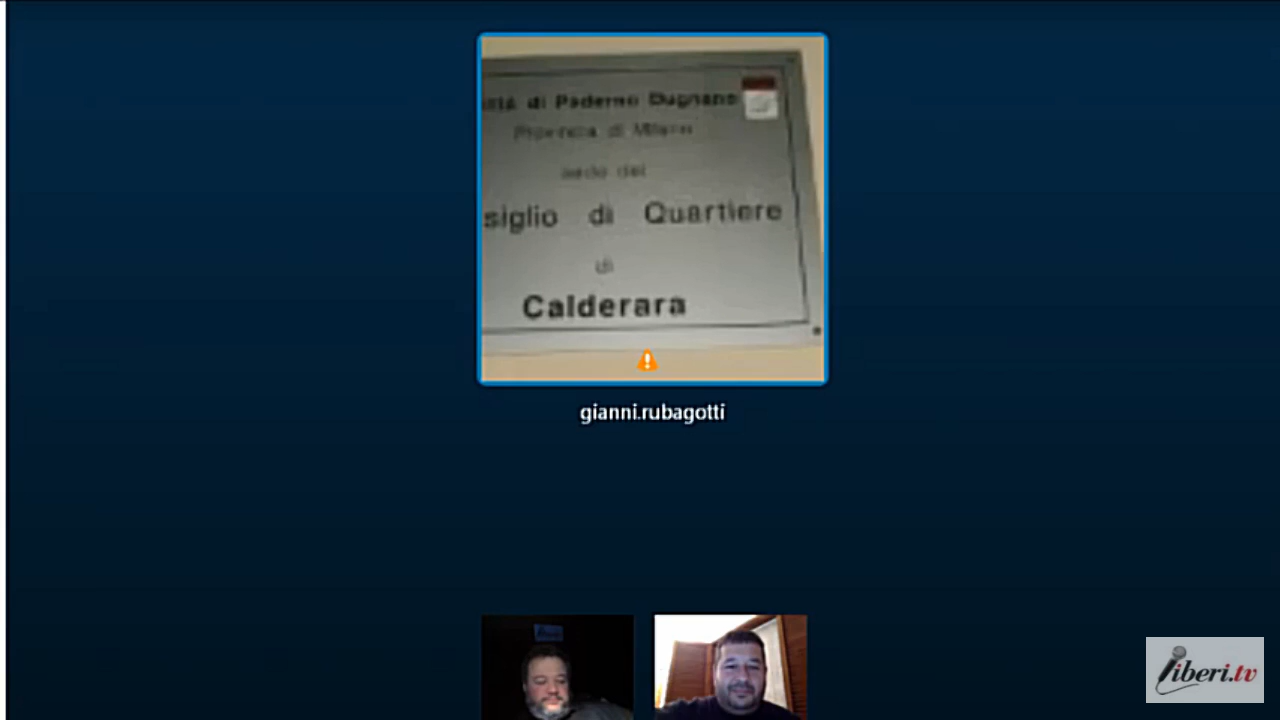 di Paderno Dugnano
Provincia di Milano
sede del
siglio di Quartiere
di
Calderara
gianni.rubagotti
liberi.tv